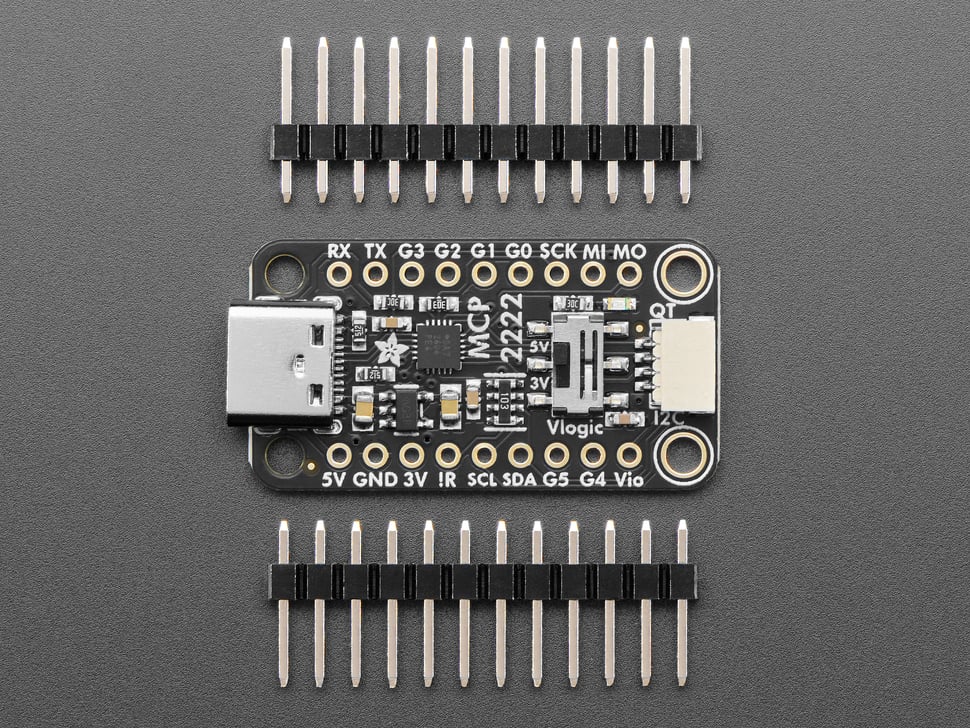 RX TX G3 G2 G1 G0 SCK MI MO
MCP
2222
QT
5V
3V
103
I2C
Vlogic
5V GND 3V !R SCL SDA G5 G4 Vio